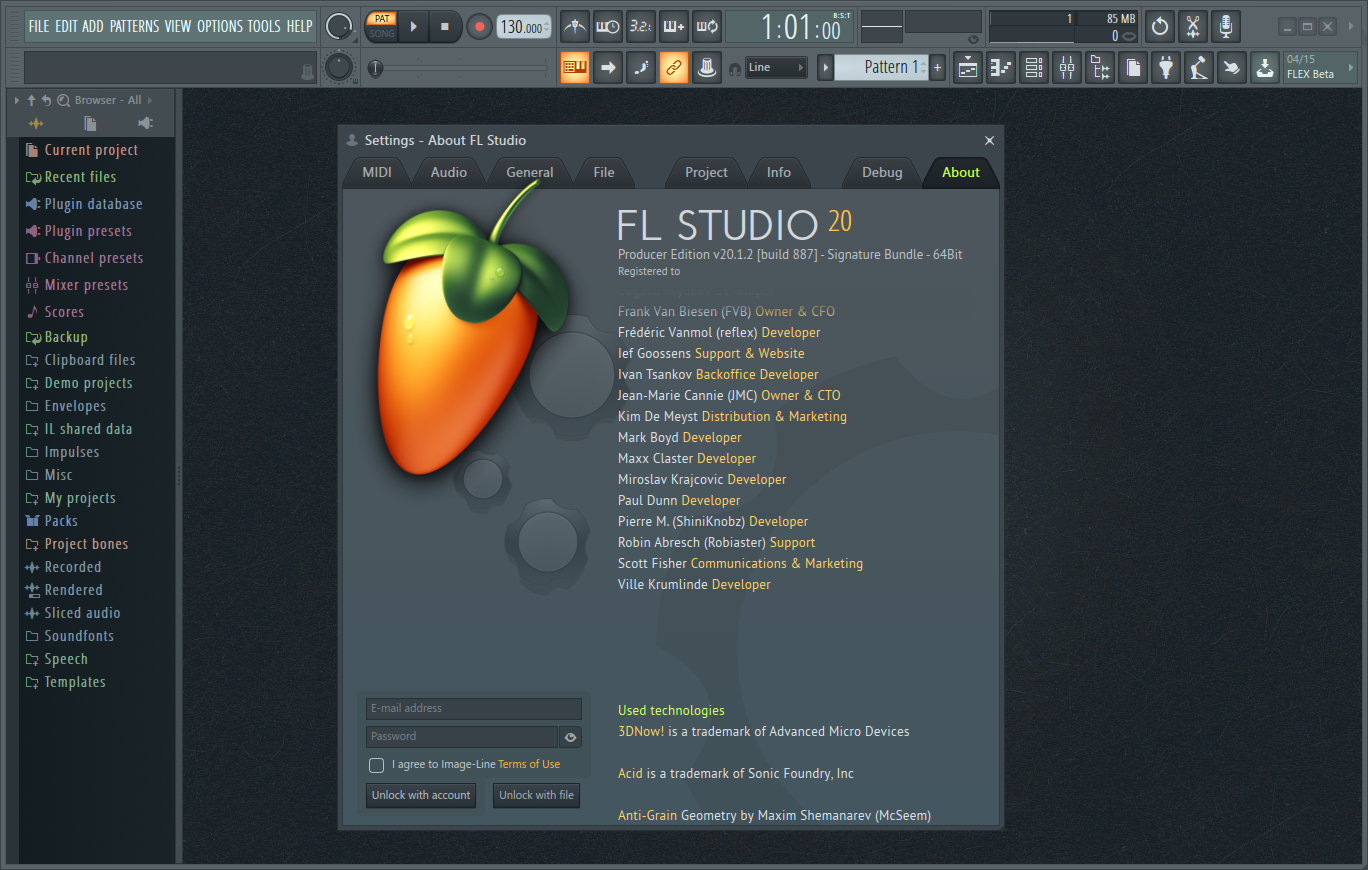 FILE EDIT ADD PATTERNS VIEW OPTIONS TOOLS HELP
PAT
SONG
130.000
3.2.
B:S:T
1:01:00
1
85 MB
0
Line
Pattern 1
04/15
FLEX Beta
Browser - All
Current project
Recent files
Plugin database
Plugin presets
Channel presets
Mixer presets
Scores
Backup
Clipboard files
Demo projects
Envelopes
IL shared data
Impulses
Misc
My projects
Packs
Project bones
Recorded
Rendered
Sliced audio
Soundfonts
Speech
Templates
Settings - About FL Studio
MIDI Audio General File Project Info Debug About
FL STUDIO 20
Producer Edition v20.1.2 [build 887] - Signature Bundle - 64Bit
Registered to
Frank Van Biesen (FVB) Owner & CFO
Frédéric Vanmol (reflex) Developer
Ief Goossens Support & Website
Ivan Tsankov Backoffice Developer
Jean-Marie Cannie (JMC) Owner & CTO
Kim De Meyst Distribution & Marketing
Mark Boyd Developer
Maxx Claster Developer
Miroslav Krajcovic Developer
Paul Dunn Developer
Pierre M. (ShiniKnobz) Developer
Robin Abresch (Robiaster) Support
Scott Fisher Communications & Marketing
Ville Krumlinde Developer
E-mail address
Password
I agree to Image-Line Terms of Use
Unlock with account
Unlock with file
Used technologies
3DNow! is a trademark of Advanced Micro Devices
Acid is a trademark of Sonic Foundry, Inc
Anti-Grain Geometry by Maxim Shemanarev (McSeem)